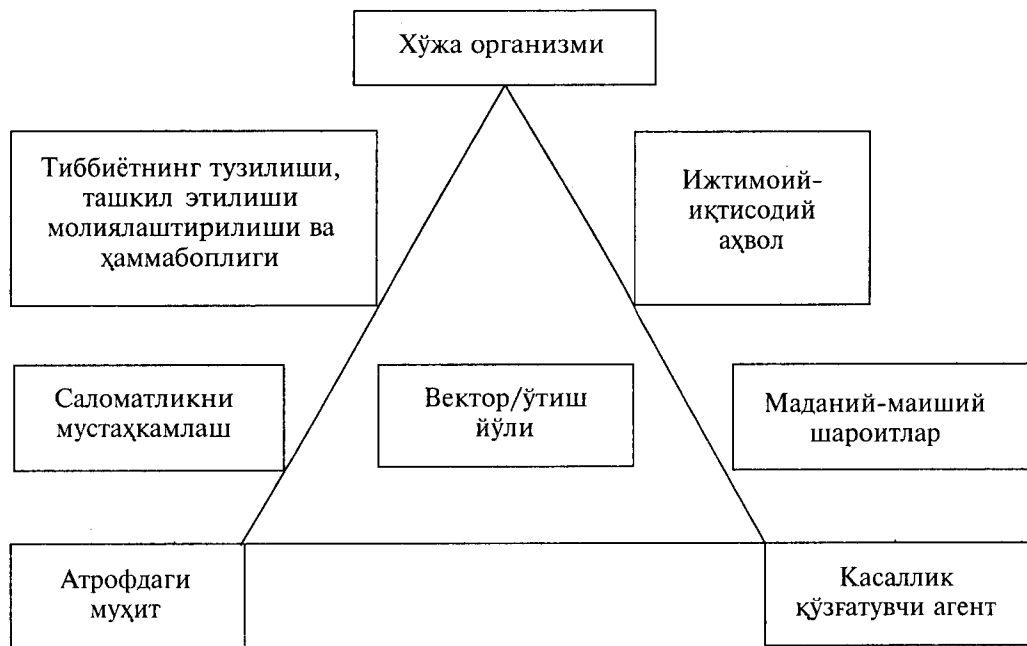 Хўжа организми
Тиббиётнинг тузилиши,
ташкил этилиши
молиялаштирилиши ва
ҳаммабоплиги
Ижтимоий-
иқтисодий
аҳвол
Саломатликни
мустаҳкамлаш
Вектор/ўтиш
йўли
Маданий-маиший
шароитлар
Атрофдаги
муҳит
Касаллик
қўзғатувчи агент